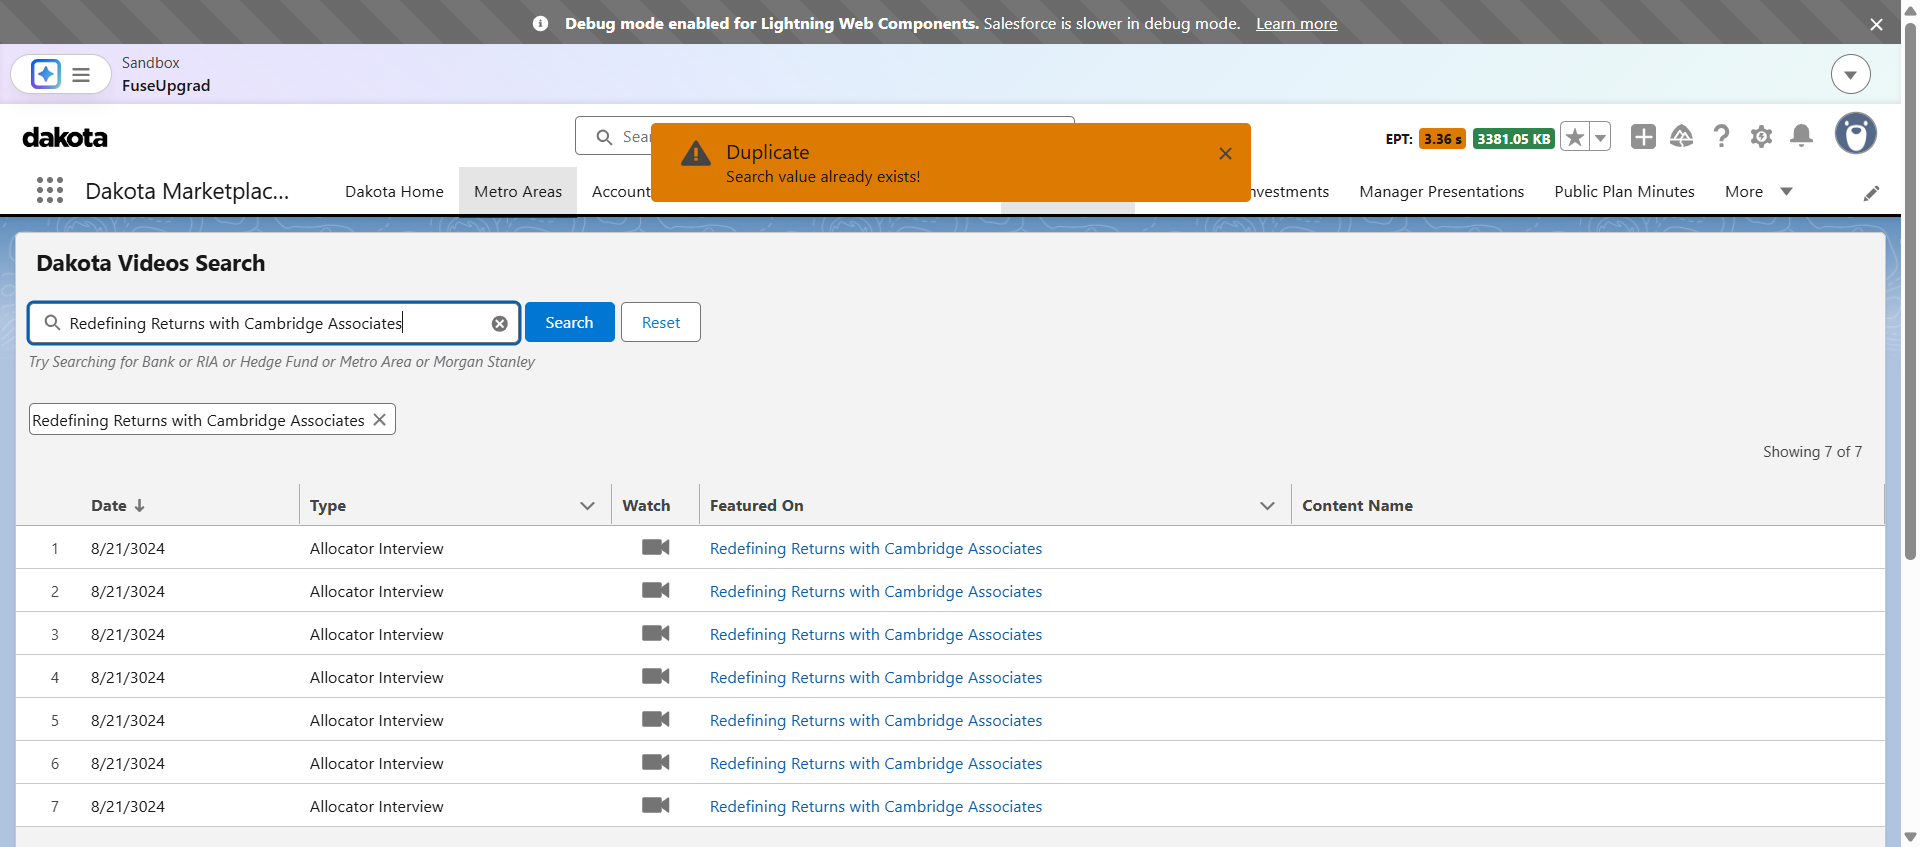 Debug mode enabled for Lightning Web Components. Salesforce is slower in debug mode. Learn more
Sandbox
FuseUpgrad
dakota
Sea
Duplicate
Search value already exists!
EPT: 3.36 s 3381.05 KB
Dakota Marketplac...
Dakota Home
Metro Areas
Account
nvestments
Manager Presentations
Public Plan Minutes
More
Dakota Videos Search
Redefining Returns with Cambridge Associates
Search
Reset
Try Searching for Bank or RIA or Hedge Fund or Metro Area or Morgan Stanley
Redefining Returns with Cambridge Associates
Showing 7 of 7
Date Type Watch Featured On Content Name
1 8/21/3024 Allocator Interview Redefining Returns with Cambridge Associates
2 8/21/3024 Allocator Interview Redefining Returns with Cambridge Associates
3 8/21/3024 Allocator Interview Redefining Returns with Cambridge Associates
4 8/21/3024 Allocator Interview Redefining Returns with Cambridge Associates
5 8/21/3024 Allocator Interview Redefining Returns with Cambridge Associates
6 8/21/3024 Allocator Interview Redefining Returns with Cambridge Associates
7 8/21/3024 Allocator Interview Redefining Returns with Cambridge Associates